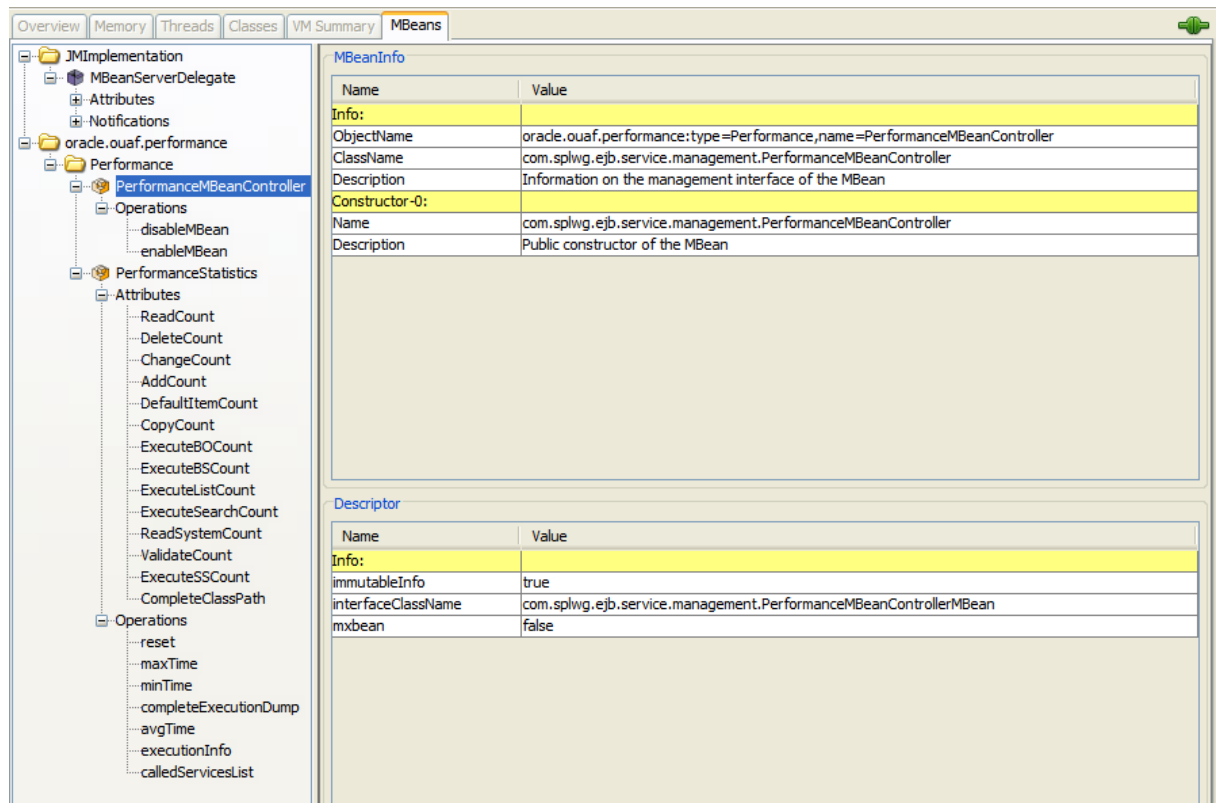 Overview Memory Threads Classes VM Summary MBeans
JMImplementation
MBeanServerDelegate
Attributes
Notifications
oracle.ouaf.performance
Performance
PerformanceMBeanController
Operations
disableMBean
enableMBean
PerformanceStatistics
Attributes
ReadCount
DeleteCount
ChangeCount
AddCount
DefaultItemCount
CopyCount
ExecuteBOCount
ExecuteBSCount
ExecuteListCount
ExecuteSearchCount
ReadSystemCount
ValidateCount
ExecuteSSCount
CompleteClassPath
Operations
reset
maxTime
minTime
completeExecutionDump
avgTime
executionInfo
calledServicesList
MBeanInfo
Name Value
Info:
ObjectName oracle.ouaf.performance:type=Performance,name=PerformanceMBeanController
ClassName com.splwg.ejb.service.management.PerformanceMBeanController
Description Information on the management interface of the MBean
Constructor-0:
Name com.splwg.ejb.service.management.PerformanceMBeanController
Description Public constructor of the MBean
Descriptor
Name Value
Info:
immutableInfo true
interfaceClassName com.splwg.ejb.service.management.PerformanceMBeanControllerMBean
mxbean false